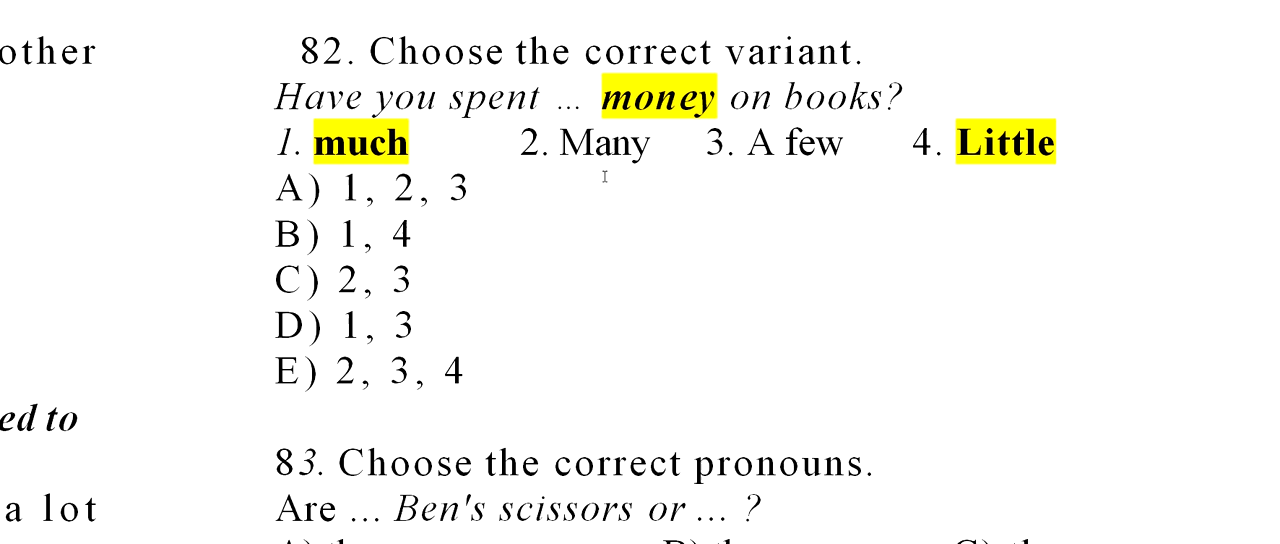 other
ed to
a lot
82. Choose the correct variant.
Have you spent ... money on books?
1. much 2. Many 3. A few 4. Little
A) 1, 2, 3
B) 1, 4
C) 2, 3
D) 1, 3
E) 2, 3, 4
83. Choose the correct pronouns.
Are ... Ben's scissors or ... ?